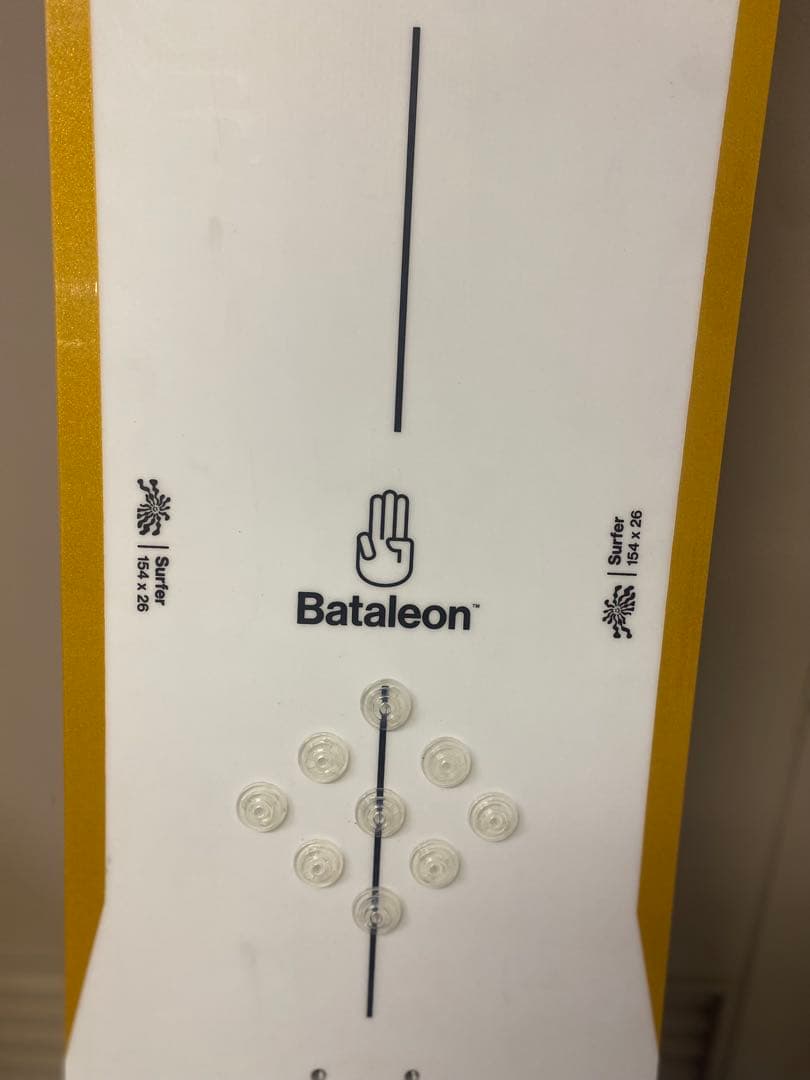 Surfer
154 x 26
Bataleon™
Surfer
154 x 26